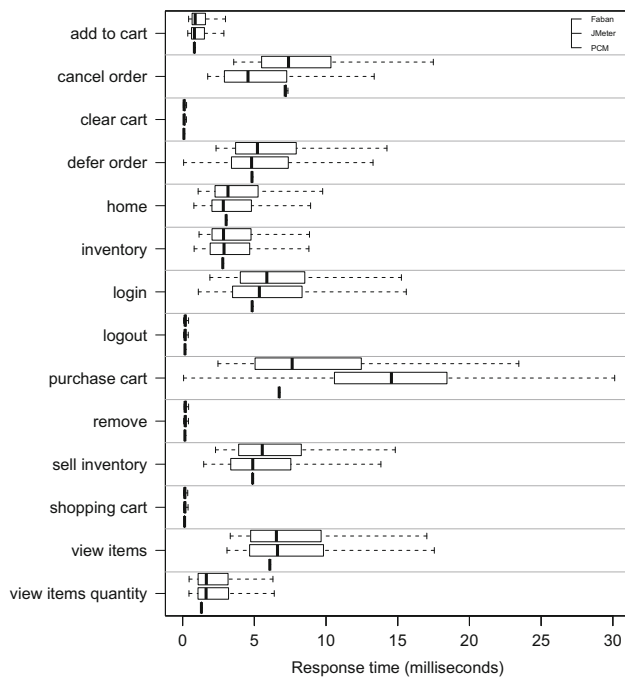 Faban
JMeter
PCM
add to cart
cancel order
clear cart
defer order
home
inventory
login
logout
purchase cart
remove
sell inventory
shopping cart
view items
view items quantity
0 5 10 15 20 25 30
Response time (milliseconds)